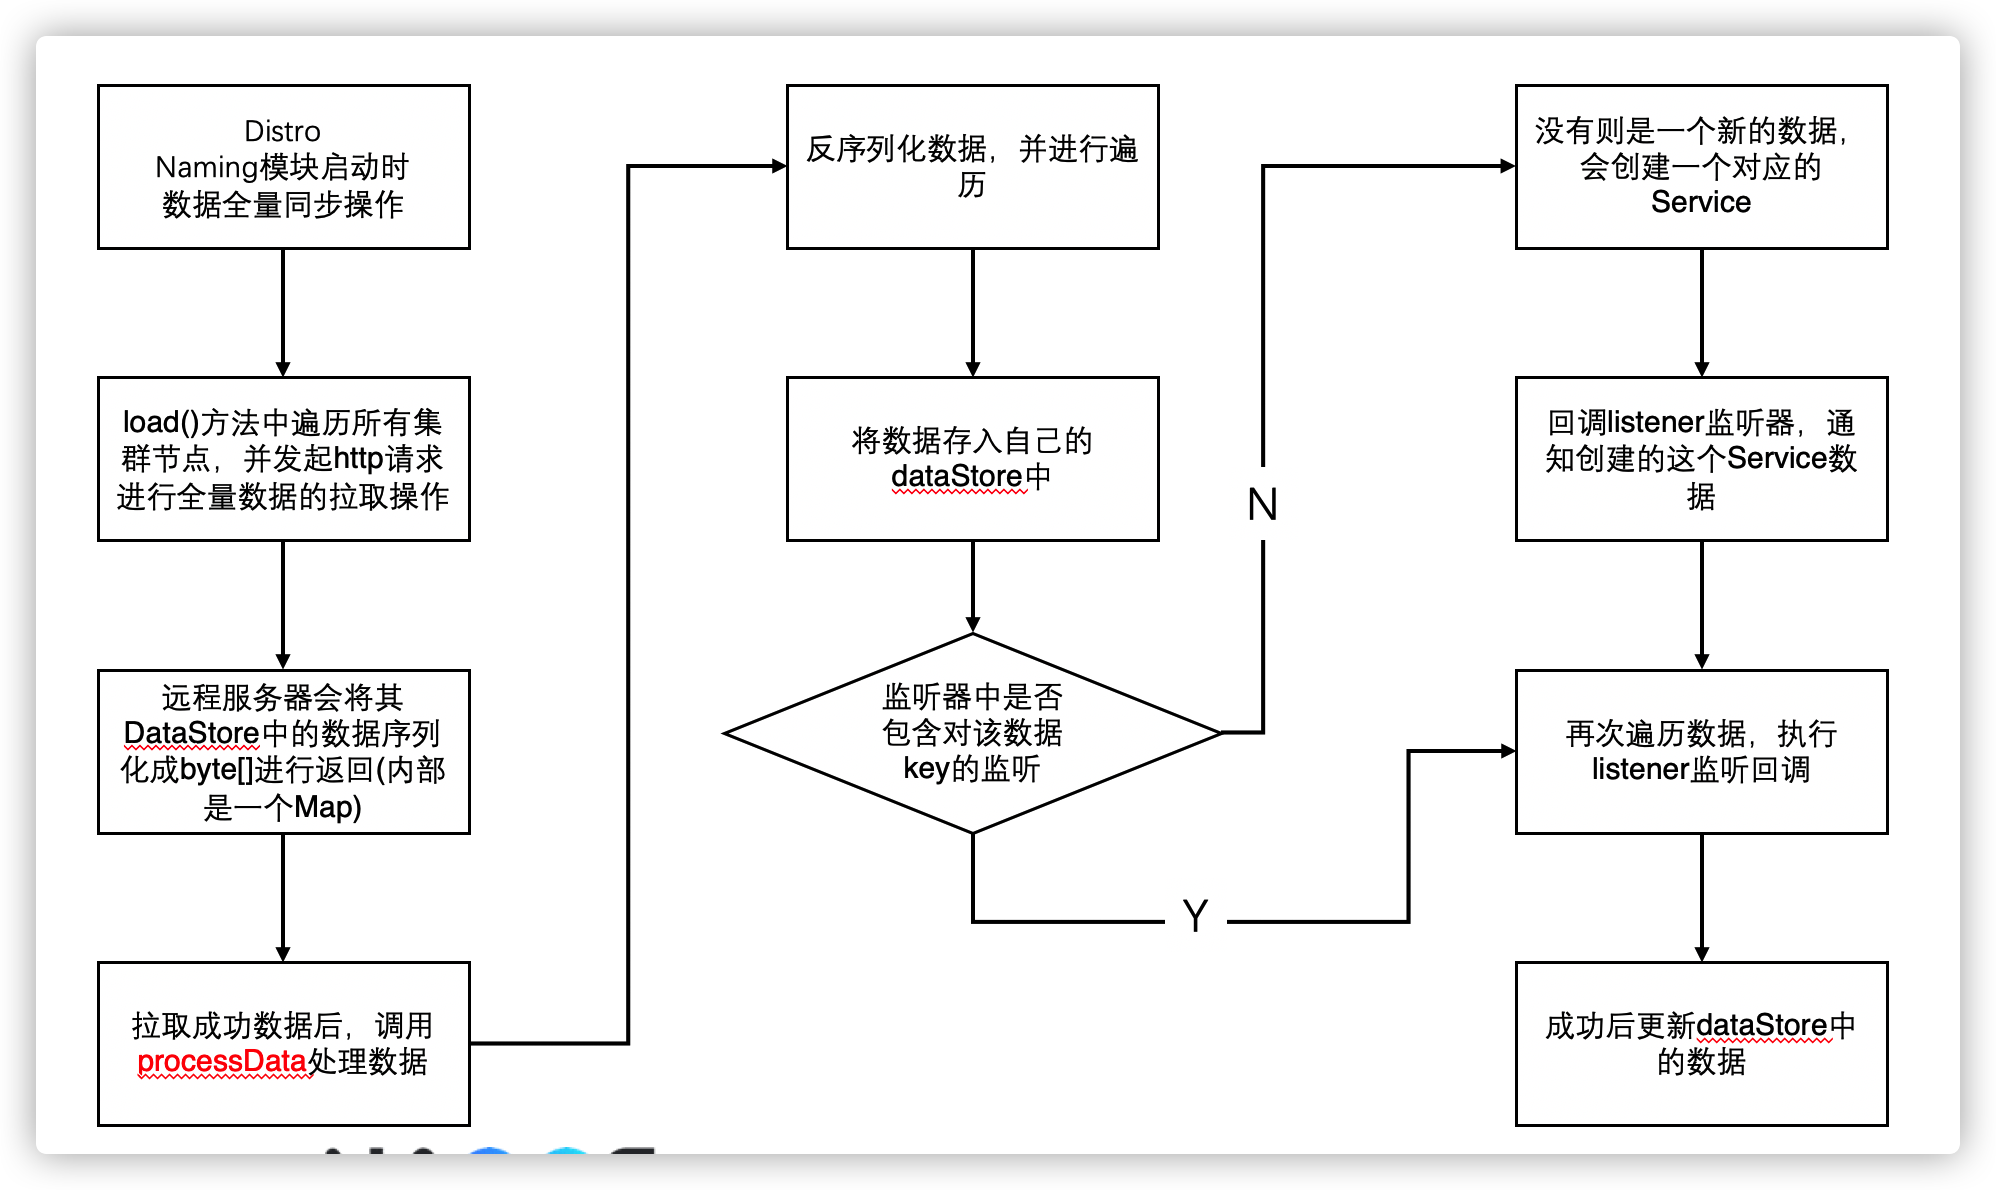 Distro
Naming模块启动时
数据全量同步操作
load()方法中遍历所有集
群节点，并发起http请求
进行全量数据的拉取操作
远程服务器会将其
DataStore中的数据序列
化成byte[]进行返回(内部
是一个Map)
拉取成功数据后，调用
processData处理数据
反序列化数据，并进行遍
历
将数据存入自己的
dataStore中
监听器中是否
包含对该数据
key的监听
N
Y
没有则是一个新的数据，
会创建一个对应的
Service
回调listener监听器，通
知创建的这个Service数
据
再次遍历数据，执行
listener监听回调
成功后更新dataStore中
的数据